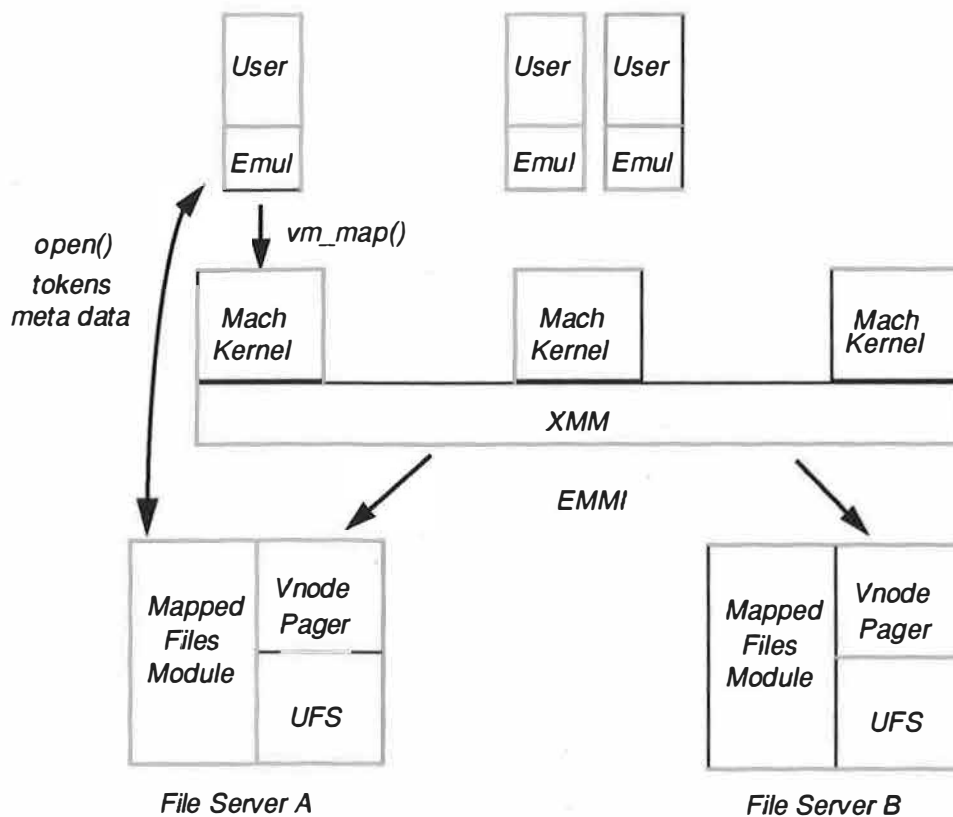 User
User
User
Emul
Emul
Emul
open()
tokens
meta data
vm_map()
Mach
Kernel
Mach
Kernel
Mach
Kernel
XMM
EMMI
Mapped
Files
Module
Vnode
Pager
UFS
Mapped
Files
Module
Vnode
Pager
UFS
File Server A
File Server B